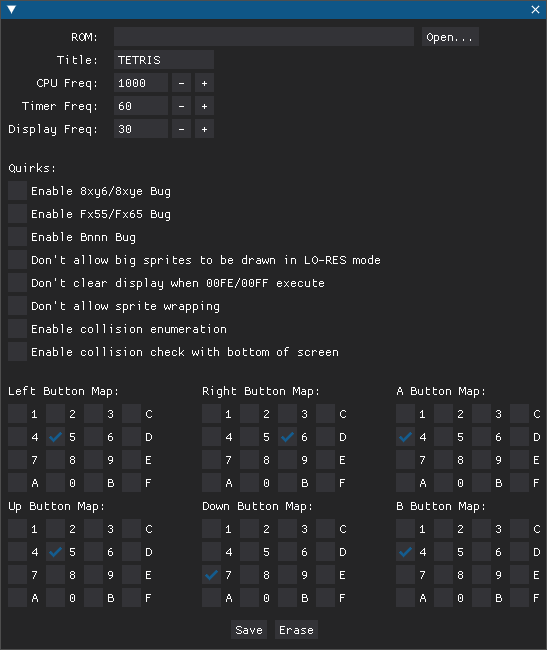 ROM: Open...
Title: TETRIS
CPU Freq: 1000 - +
Timer Freq: 60 - +
Display Freq: 30 - +
Quirks:
Enable 8xy6/8xye Bug
Enable Fx55/Fx65 Bug
Enable Bnnn Bug
Don't allow big sprites to be drawn in LO-RES mode
Don't clear display when 00FE/00FF execute
Don't allow sprite wrapping
Enable collision enumeration
Enable collision check with bottom of screen
Left Button Map: Right Button Map: A Button Map:
1 2 3 C 1 2 3 C 1 2 3 C
4 5 6 D 4 5 6 D 4 5 6 D
7 8 9 E 7 8 9 E 7 8 9 E
A 0 B F A 0 B F A 0 B F
Up Button Map: Down Button Map: B Button Map:
1 2 3 C 1 2 3 C 1 2 3 C
4 5 6 D 4 5 6 D 4 5 6 D
7 8 9 E 7 8 9 E 7 8 9 E
A 0 B F A 0 B F A 0 B F
Save Erase